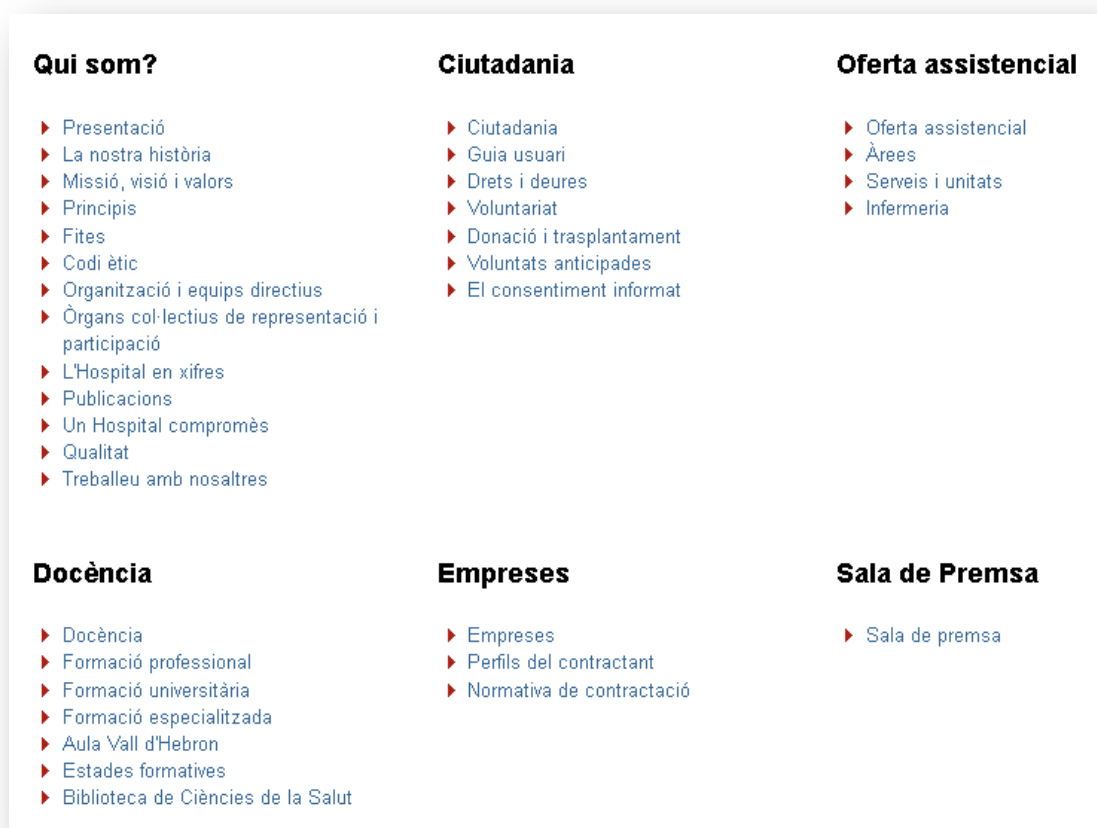 Qui som?
Presentació
La nostra història
Missió, visió i valors
Principis
Fites
Codi ètic
Organització i equips directius
Òrgans col·lectius de representació i
participació
L'Hospital en xifres
Publicacions
Un Hospital compromès
Qualitat
Treballeu amb nosaltres
Ciutadania
Ciutadania
Guia usuari
Drets i deures
Voluntariat
Donació i trasplantament
Voluntats anticipades
El consentiment informat
Oferta assistencial
Oferta assistencial
Àrees
Serveis i unitats
Infermeria
Docència
Docència
Formació professional
Formació universitària
Formació especialitzada
Aula Vall d'Hebron
Estades formatives
Biblioteca de Ciències de la Salut
Empreses
Empreses
Perfils del contractant
Normativa de contractació
Sala de Premsa
Sala de premsa